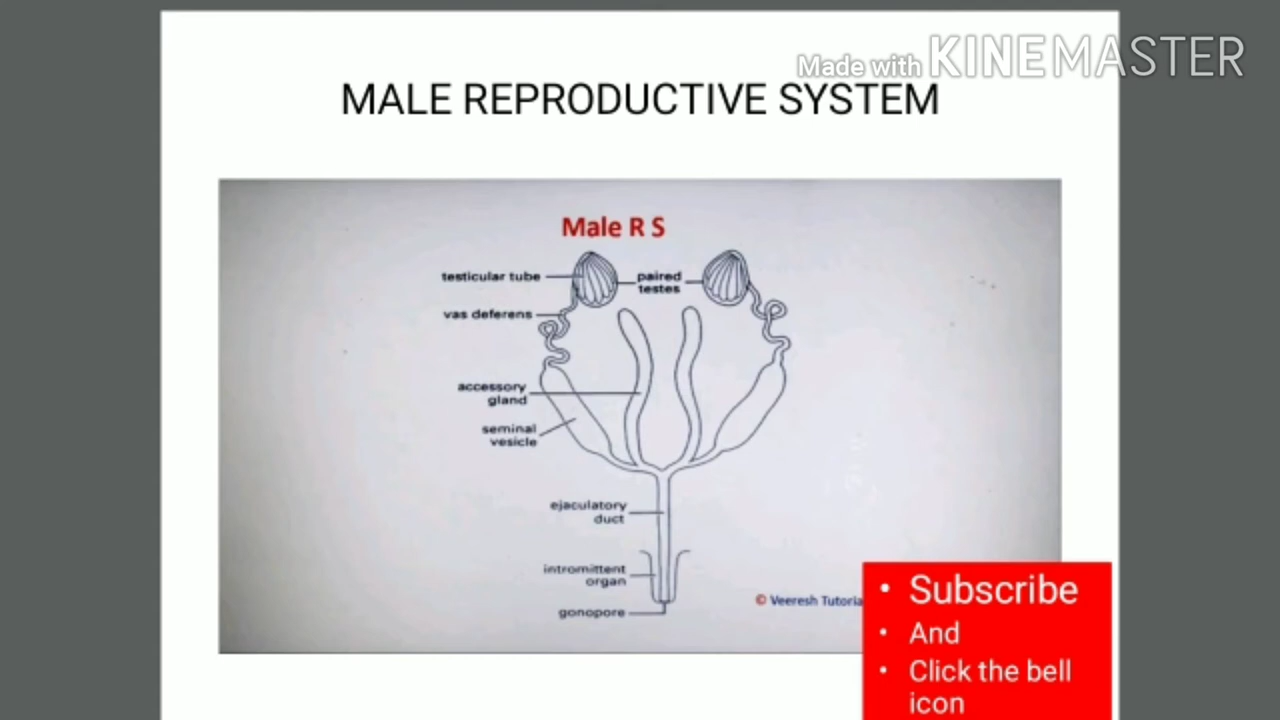 Made with KINEMASTER
MALE REPRODUCTIVE SYSTEM
Male R S
testicular tube
paired
testes
vas deferens
accessory
gland
seminal
vesicle
ejaculatory
duct
intromittent
organ
gonopore
© Veeresh Tutoria
• Subscribe
• And
• Click the bell
icon